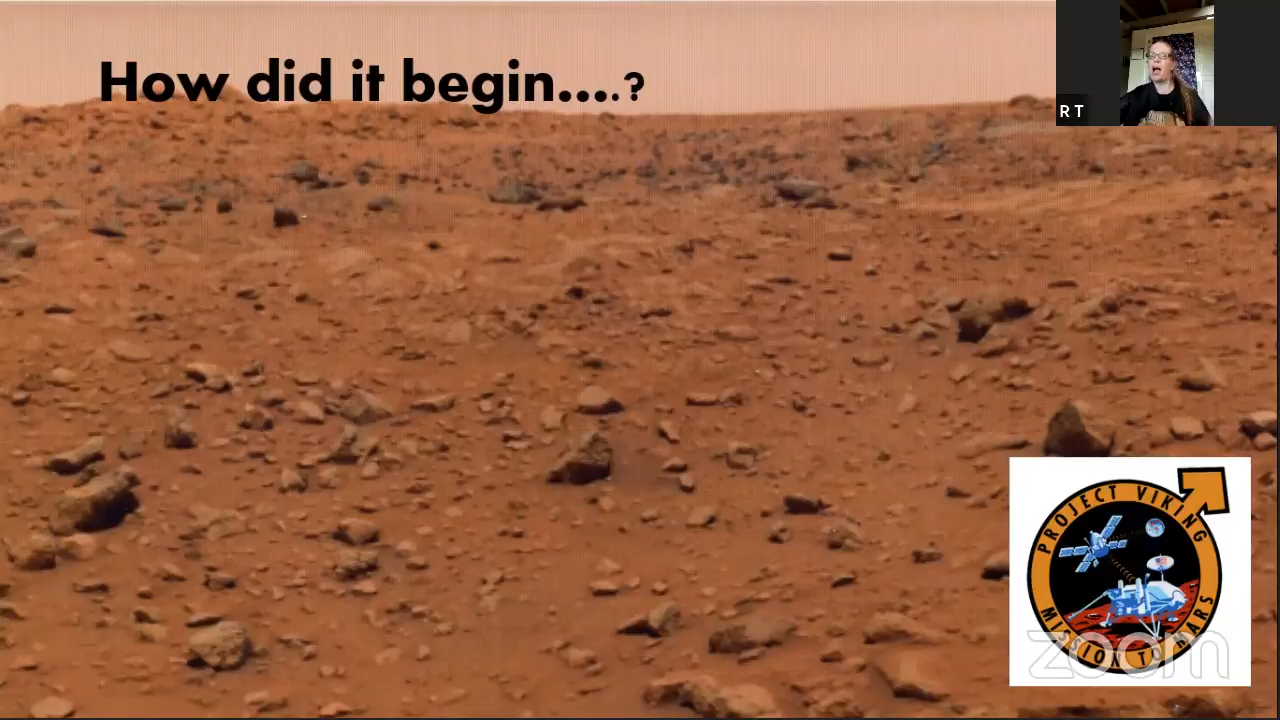 How did it begin.....?
R T
PROJECT VIKING
MISSION TO MARS
zoom